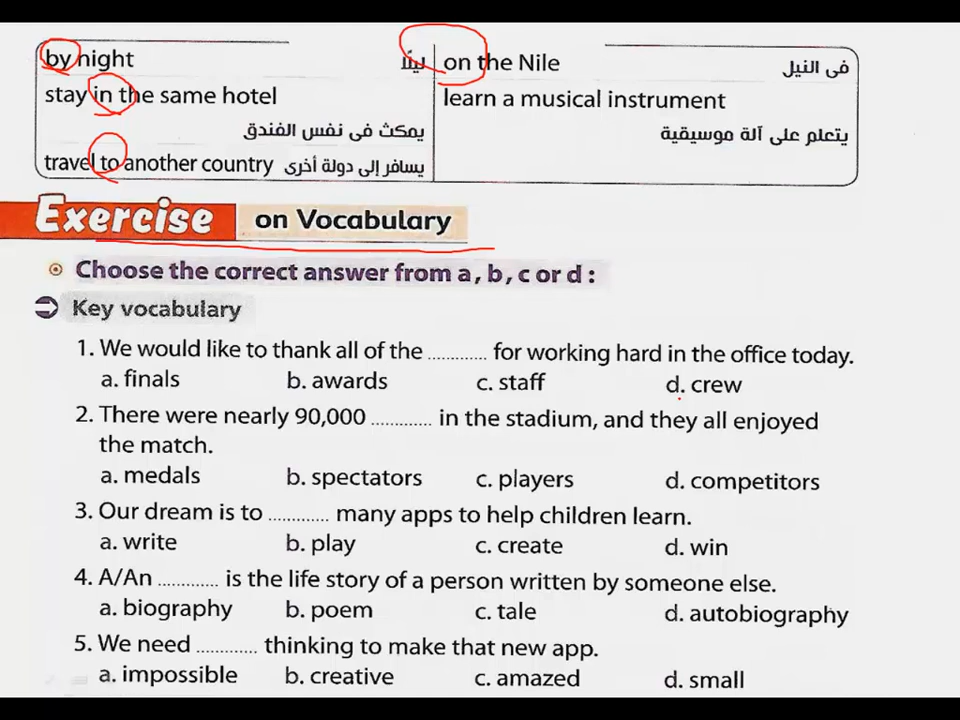 by night ليلًا
stay in the same hotel
يمكث فى نفس الفندق
travel to another country يسافر إلى دولة أخرى
on the Nile فى النيل
learn a musical instrument
يتعلم على آلة موسيقية
Exercise on Vocabulary
Choose the correct answer from a, b, c or d :
Key vocabulary
1. We would like to thank all of the ............ for working hard in the office today.
a. finals b. awards c. staff d. crew
2. There were nearly 90,000 ............ in the stadium, and they all enjoyed
the match.
a. medals b. spectators c. players d. competitors
3. Our dream is to ............ many apps to help children learn.
a. write b. play c. create d. win
4. A/An ............ is the life story of a person written by someone else.
a. biography b. poem c. tale d. autobiography
5. We need ............ thinking to make that new app.
a. impossible b. creative c. amazed d. small